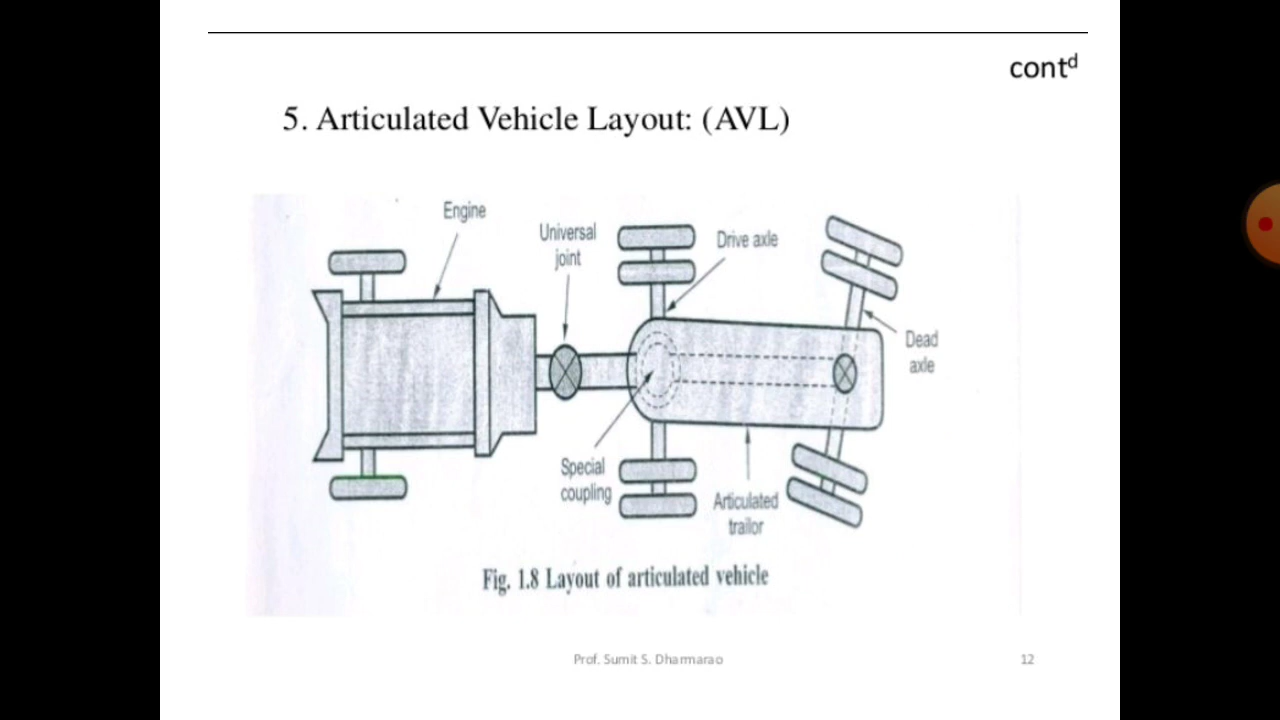 contd
5. Articulated Vehicle Layout: (AVL)
Engine
Universal
joint
Drive axle
Dead
axle
Special
coupling
Articulated
trailor
Fig. 1.8 Layout of articulated vehicle
Prof. Sumit S. Dharmarao
12